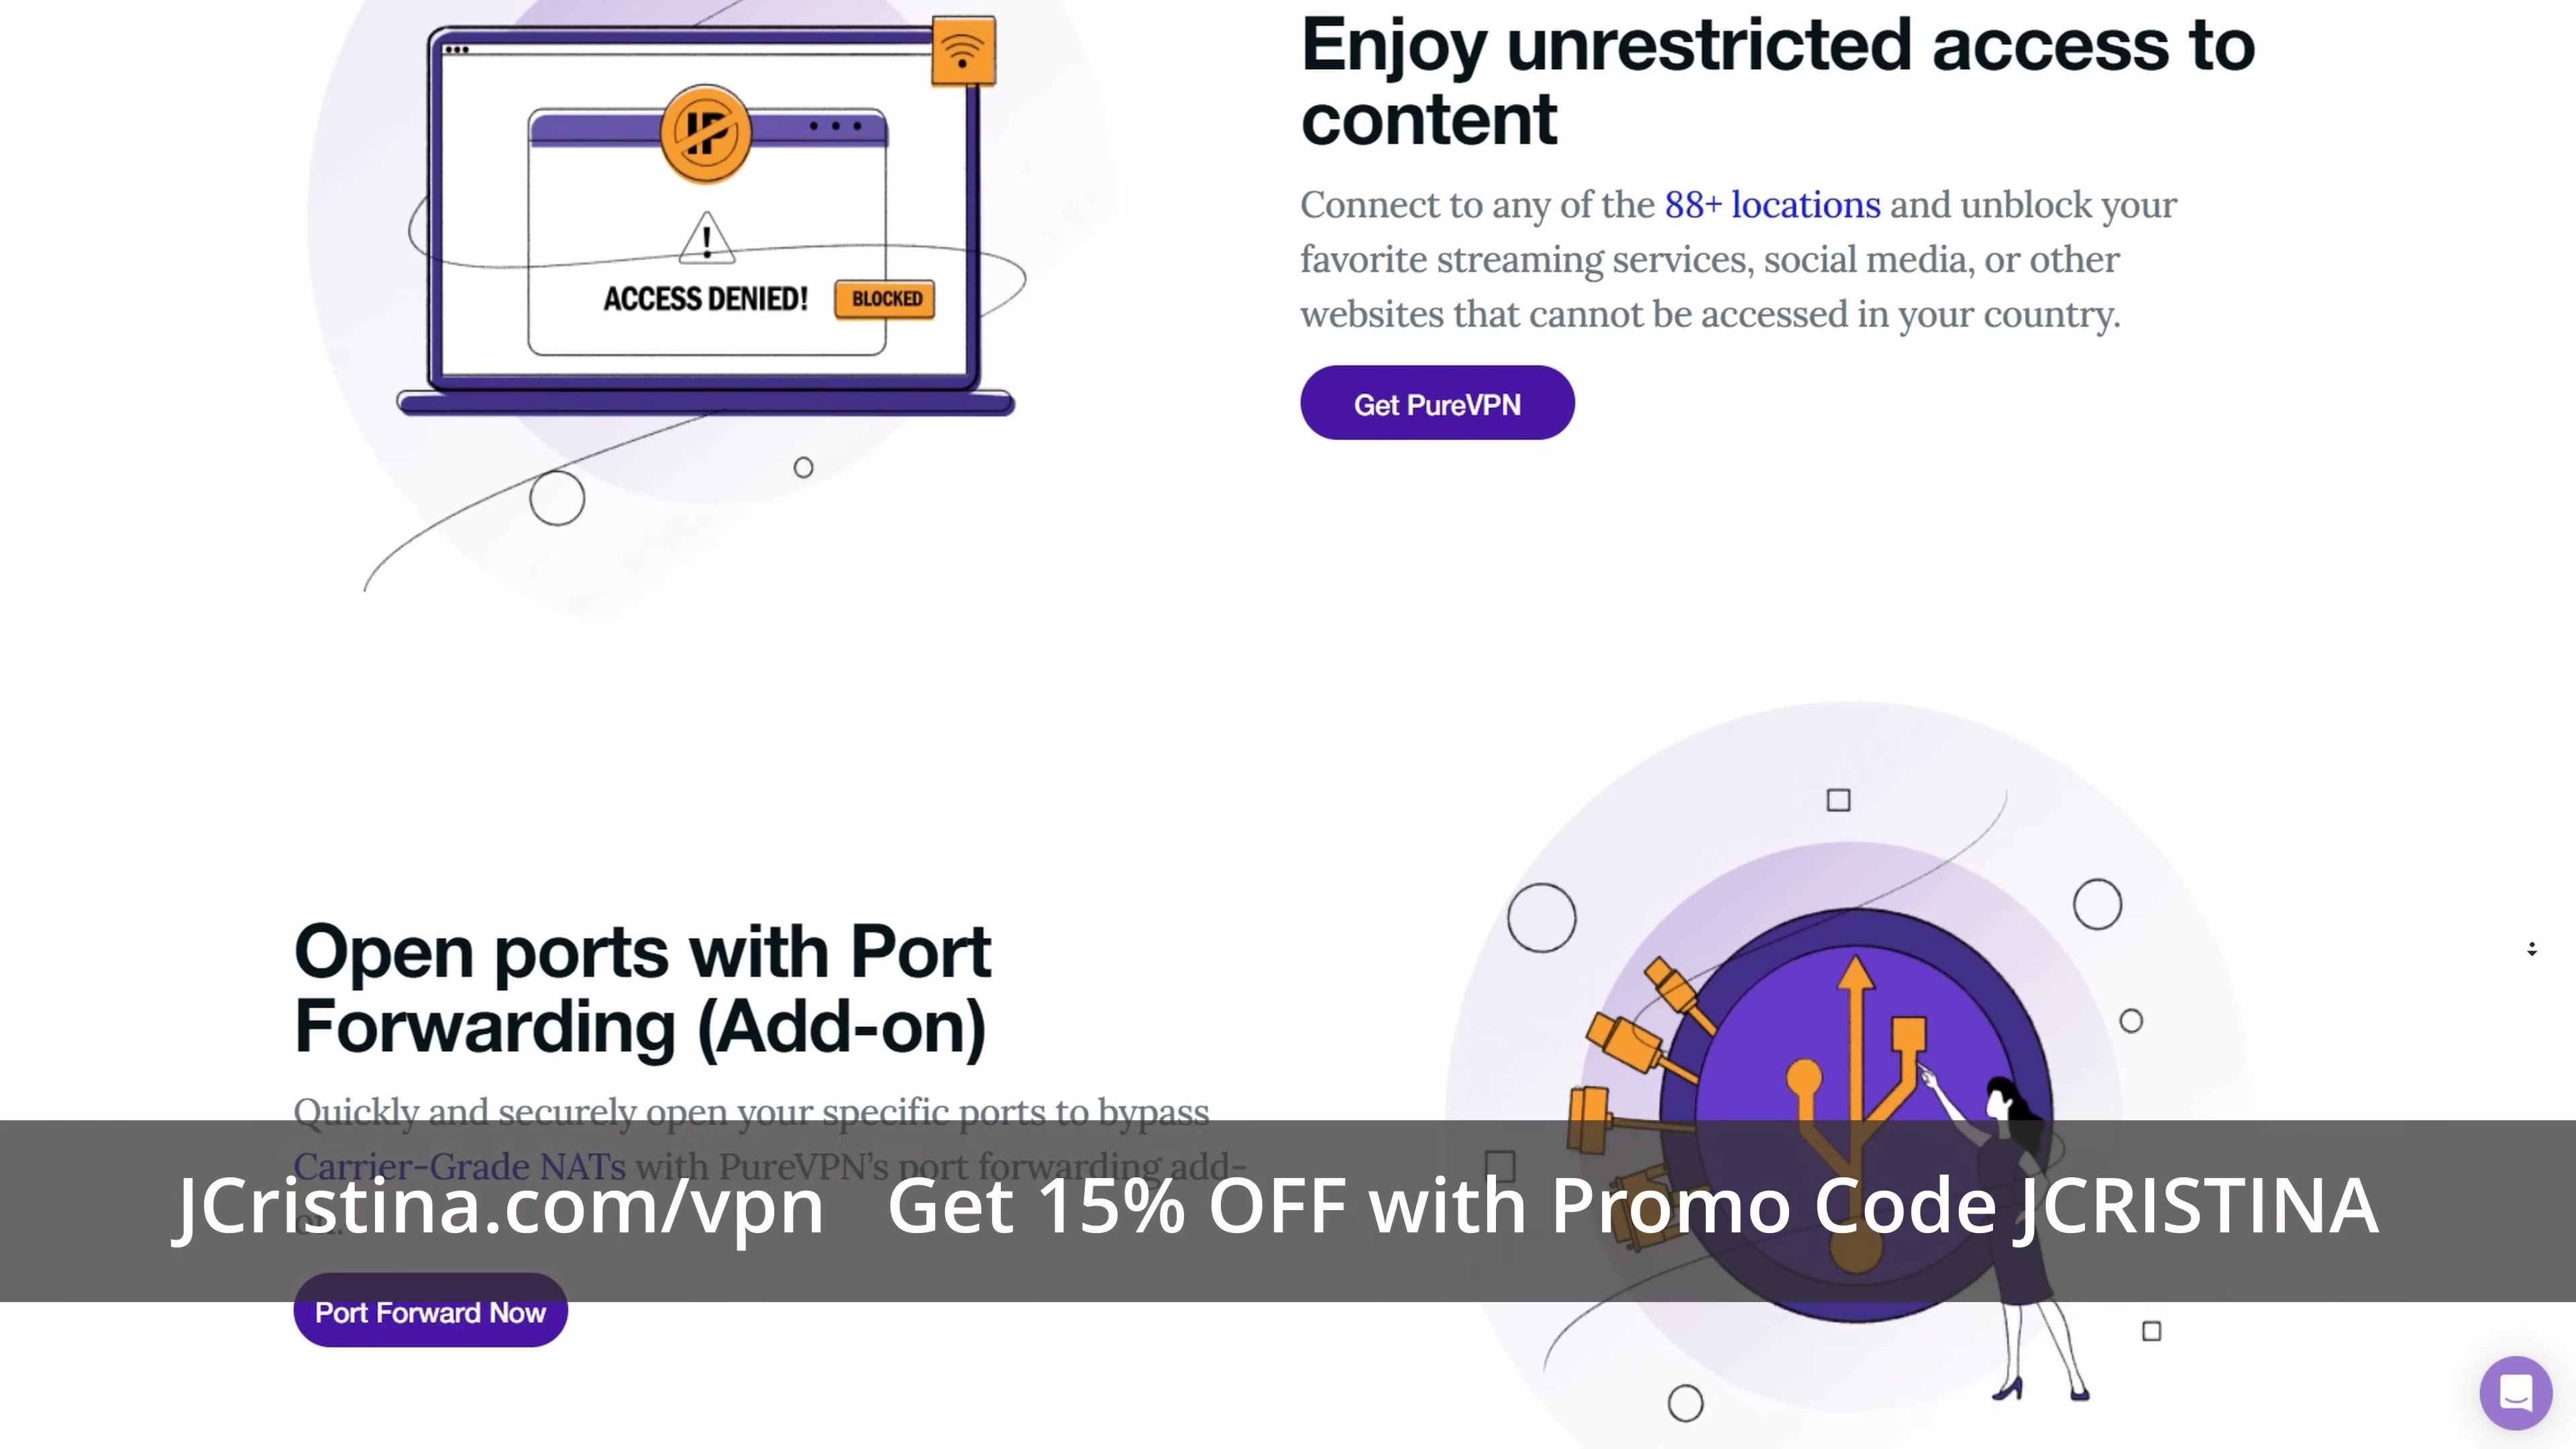 Enjoy unrestricted access to
content
IP
ACCESS DENIED!
BLOCKED
Connect to any of the 88+ locations and unblock your
favorite streaming services, social media, or other
websites that cannot be accessed in your country.
Get PureVPN
Open ports with Port
Forwarding (Add-on)
Quickly and securely open your specific ports to bypass
Carrier-Grade NATs with PureVPN’s port forwarding add-
on.
JCristina.com/vpn Get 15% OFF with Promo Code JCRISTINA
Port Forward Now